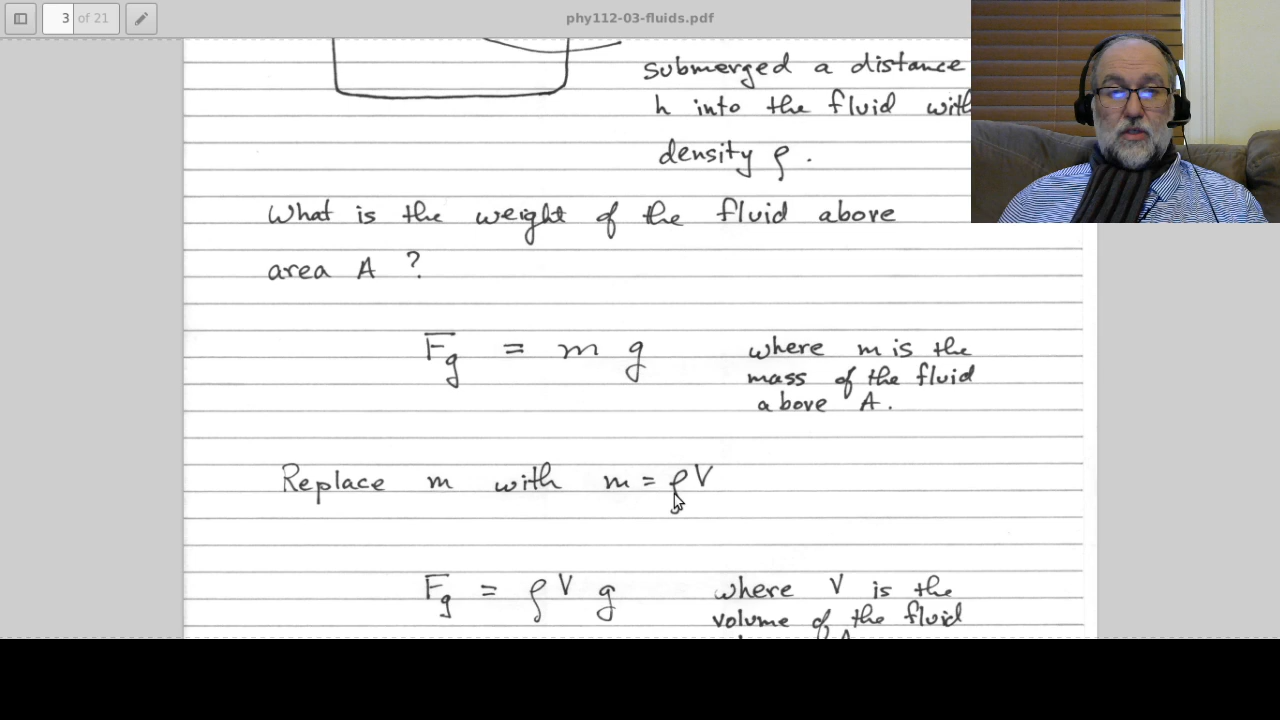 3 of 21
phy112-03-fluids.pdf
submerged a distance
h into the fluid with
density ρ.
What is the weight of the fluid above
area A ?
Fg = m g
where m is the
mass of the fluid
above A.
Replace m with m = ρV
Fg = ρ V g
where V is the
volume of the fluid